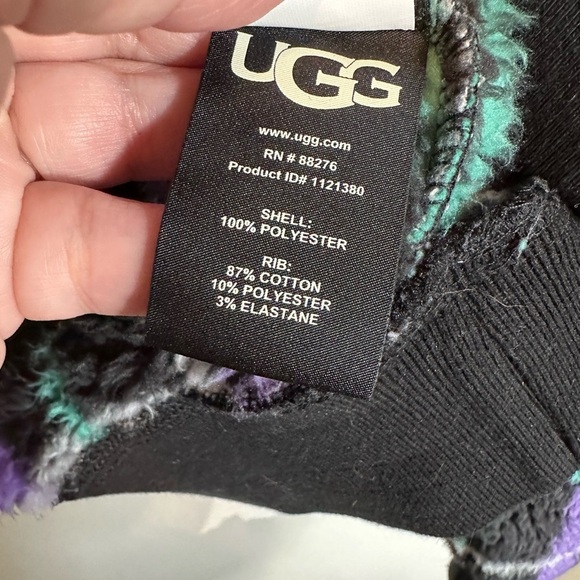 UGG
www.ugg.com
RN # 88276
Product ID# 1121380
SHELL:
100% POLYESTER
RIB:
87% COTTON
10% POLYESTER
3% ELASTANE